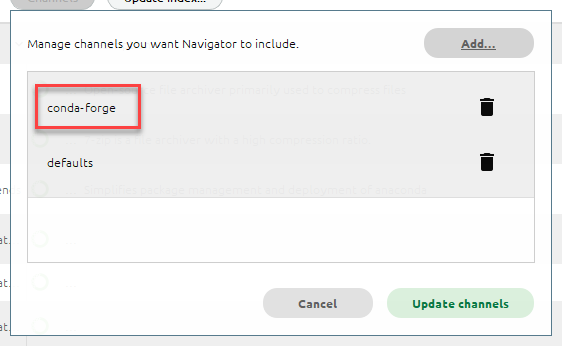 Channels
Update index...
Manage channels you want Navigator to include.
Add...
conda-forge
defaults
Cancel
Update channels